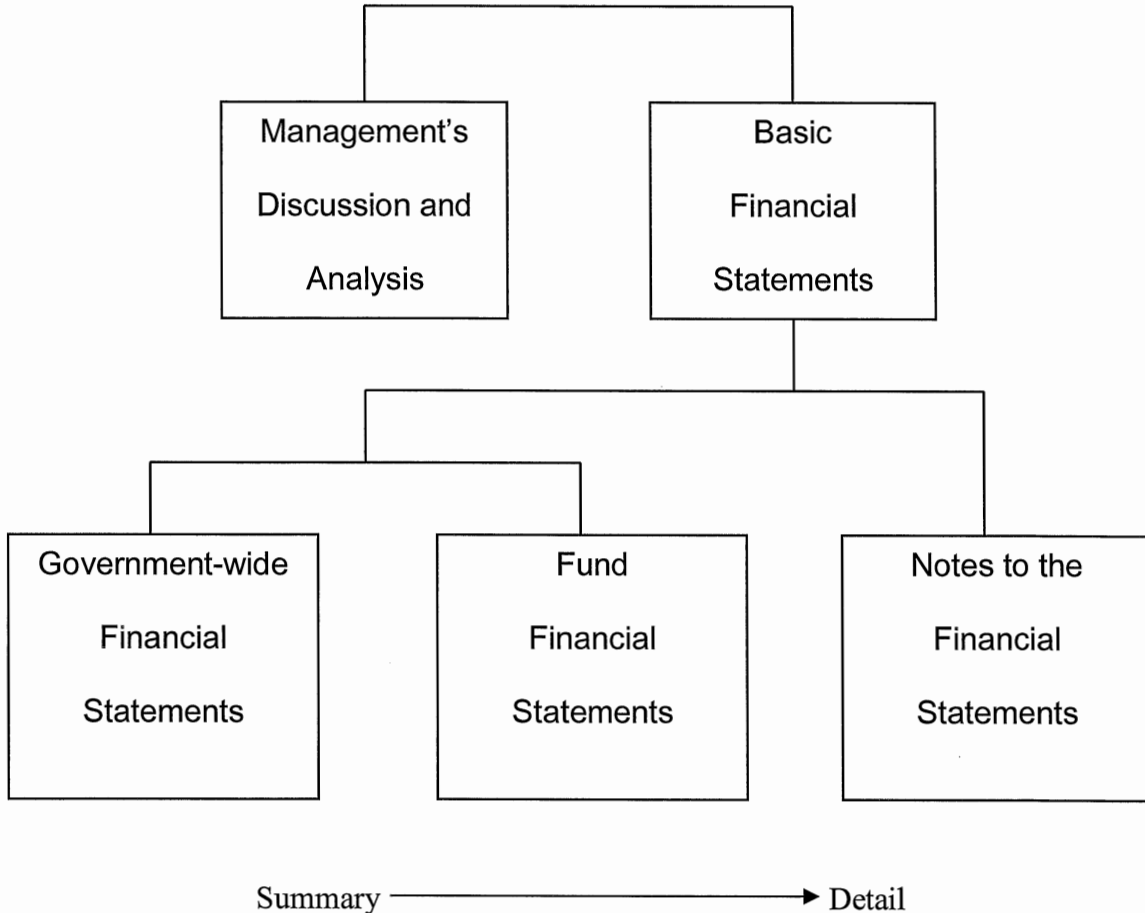 Management's
Discussion and
Analysis
Basic
Financial
Statements
Government-wide
Financial
Statements
Fund
Financial
Statements
Notes to the
Financial
Statements
Summary
Detail